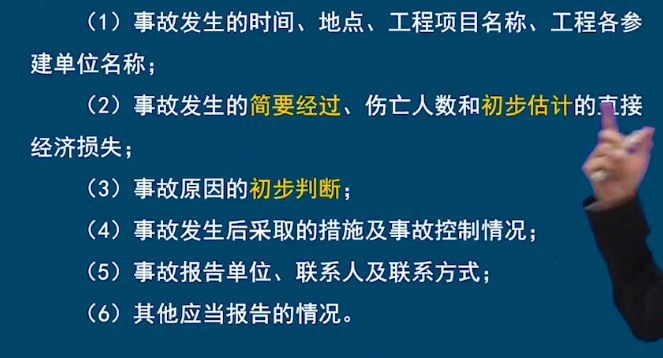 （1）事故发生的时间、地点、工程项目名称、工程各参
建单位名称；
（2）事故发生的简要经过、伤亡人数和初步估计的直接
经济损失；
（3）事故原因的初步判断；
（4）事故发生后采取的措施及事故控制情况；
（5）事故报告单位、联系人及联系方式；
（6）其他应当报告的情况。